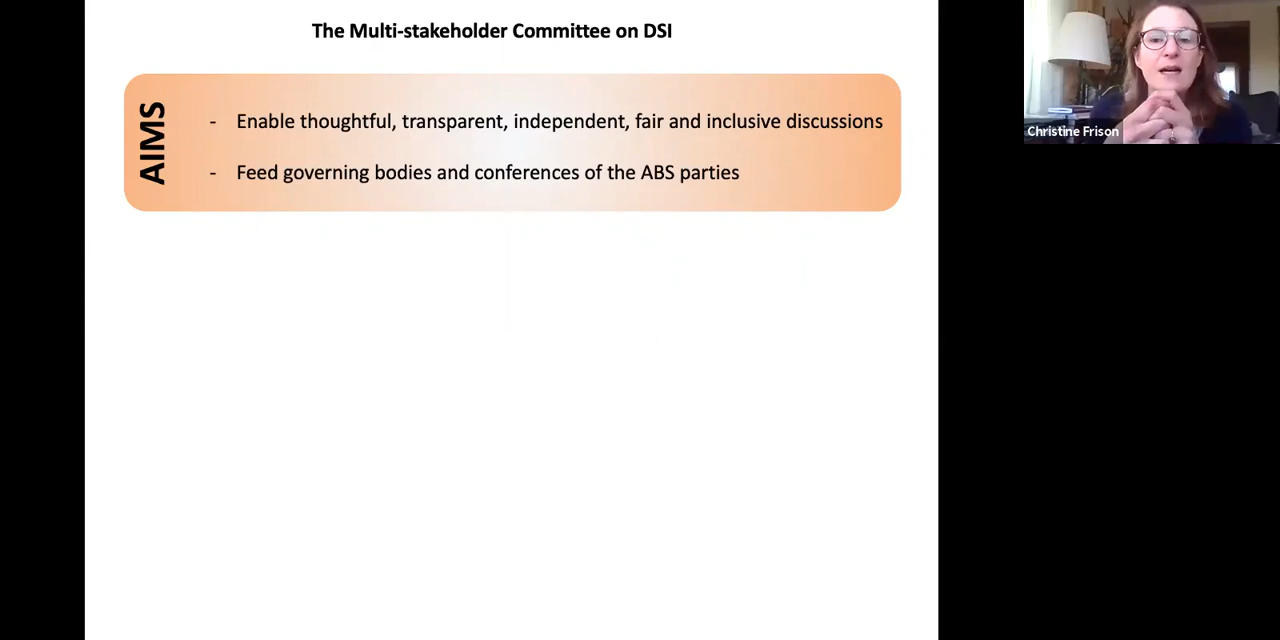 The Multi-stakeholder Committee on DSI
AIMS
- Enable thoughtful, transparent, independent, fair and inclusive discussions
- Feed governing bodies and conferences of the ABS parties
Christine Frison